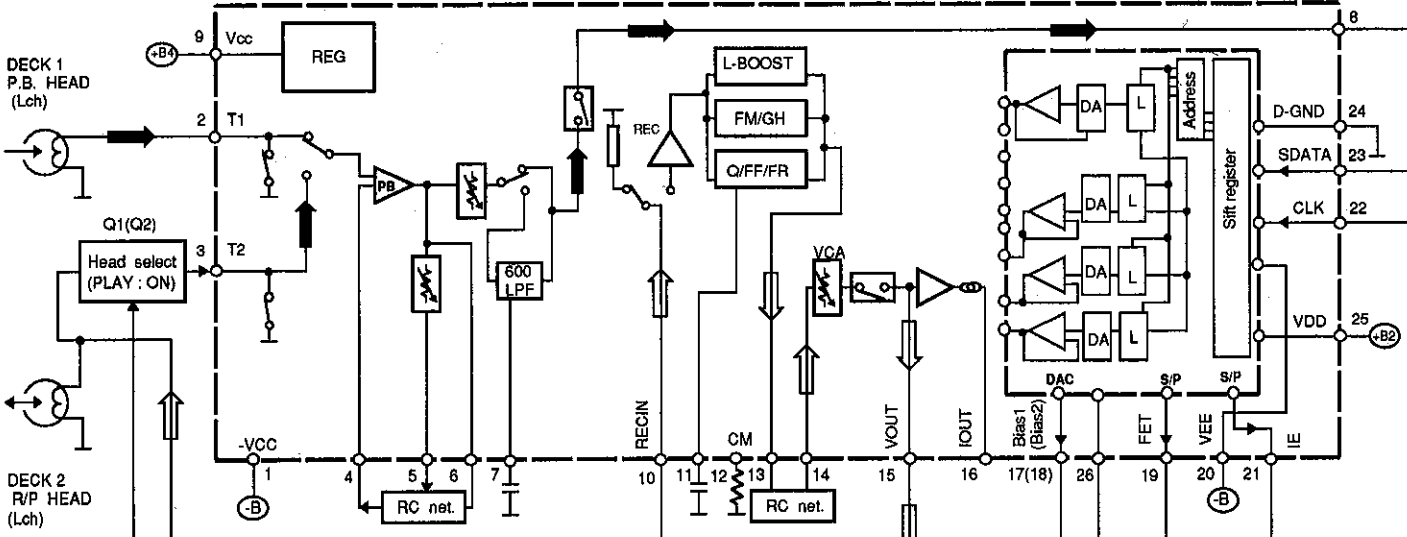 8
9
Vcc
+B4
REG
DECK 1
P.B. HEAD
(Lch)
2
T1
L-BOOST
FM/GH
Q/FF/FR
REC
PB
DA
L
Address
Sift register
D-GND
24
SDATA
23
CLK
22
DA
L
Q1(Q2)
Head select
(PLAY : ON)
3
T2
600
LPF
VCA
DA
L
DA
L
VDD
25
+B2
DAC
S/P
S/P
RECIN
CM
VOUT
IOUT
Bias1
(Bias2)
FET
VEE
IE
-VCC
1
4
5
6
7
10
11
12
13
14
15
16
17(18)
26
19
20
21
-B
RC net.
RC net.
-B
DECK 2
R/P HEAD
(Lch)